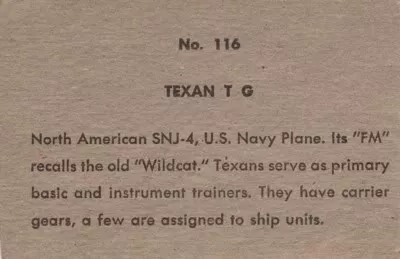 No. 116
TEXAN T G
North American SNJ-4, U.S. Navy Plane. Its "FM"
recalls the old "Wildcat." Texans serve as primary
basic and instrument trainers. They have carrier
gears, a few are assigned to ship units.